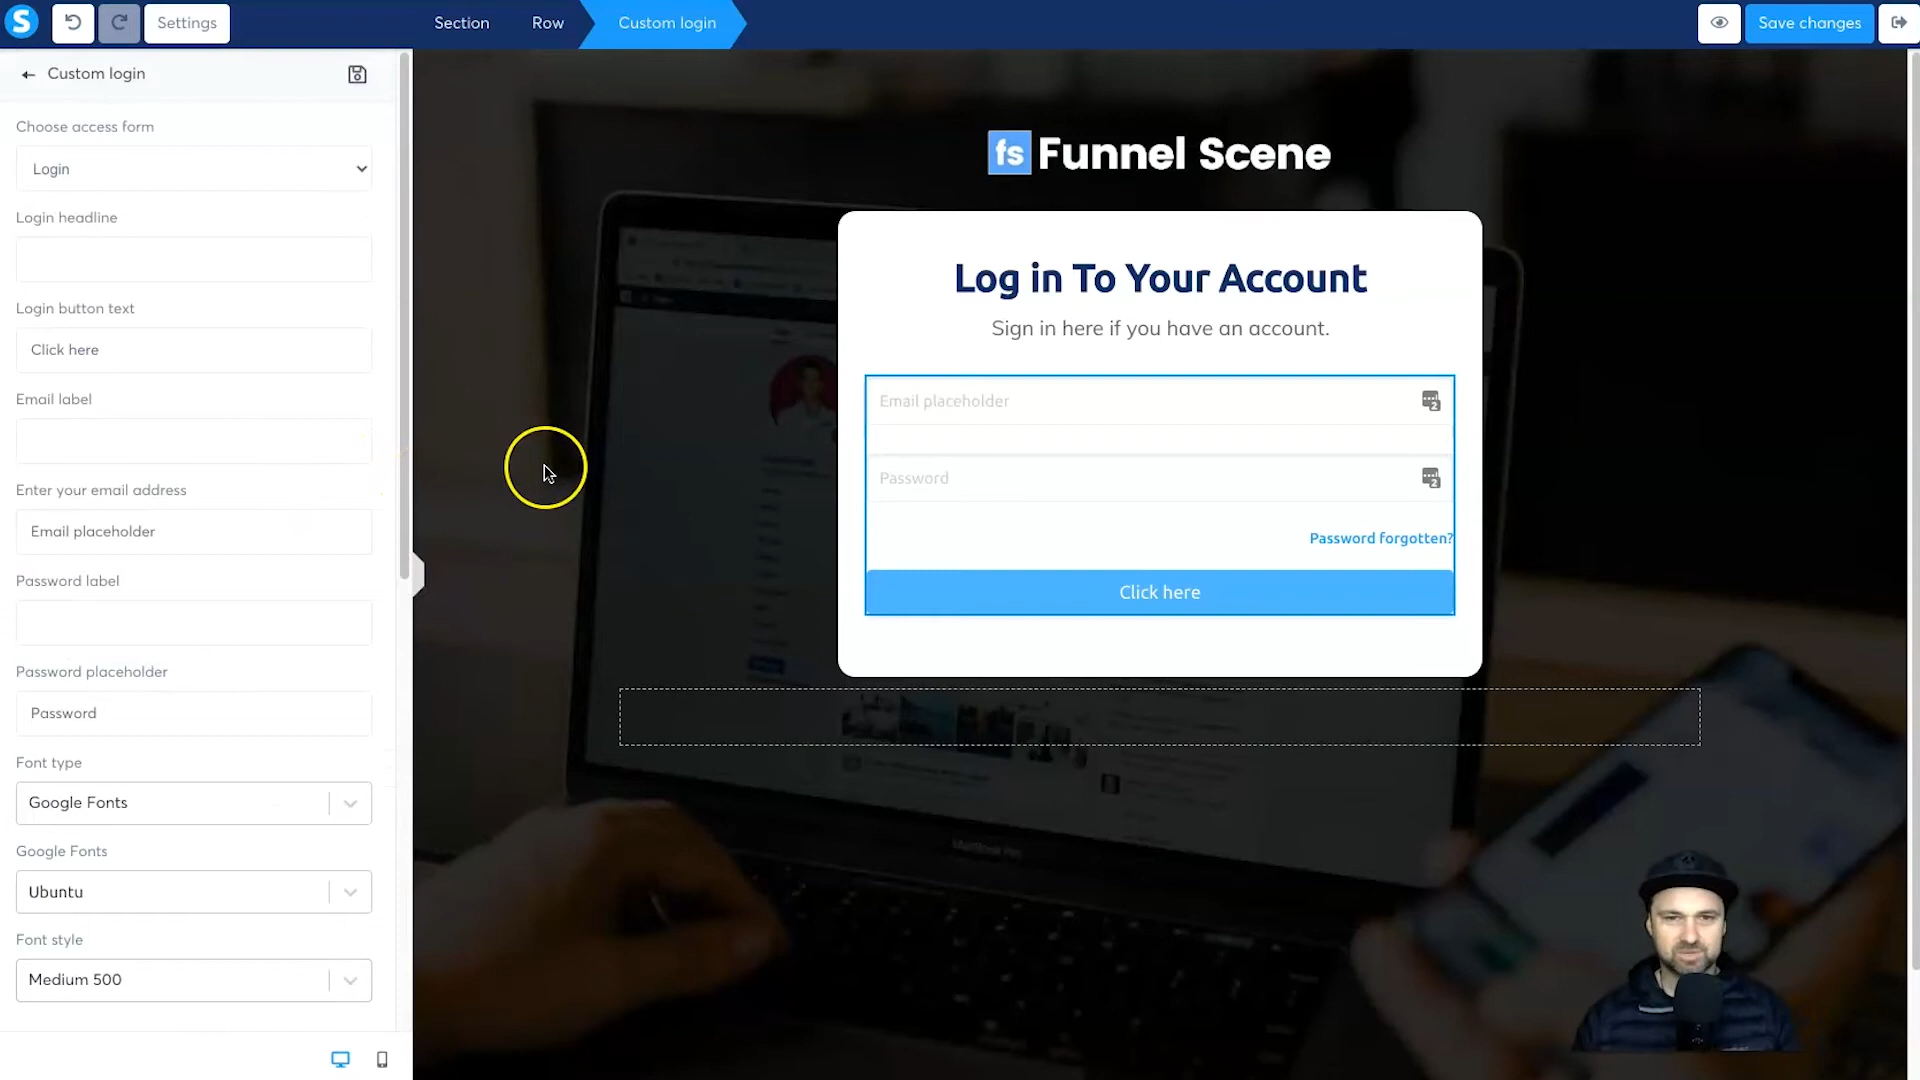 S
Settings
Section
Row
Custom login
Save changes
Custom login
Choose access form
Login
Login headline
Login button text
Click here
Email label
Enter your email address
Email placeholder
Password label
Password placeholder
Password
Font type
Google Fonts
Google Fonts
Ubuntu
Font style
Medium 500
fs Funnel Scene
Log in To Your Account
Sign in here if you have an account.
Email placeholder
2
Password
2
Password forgotten?
Click here